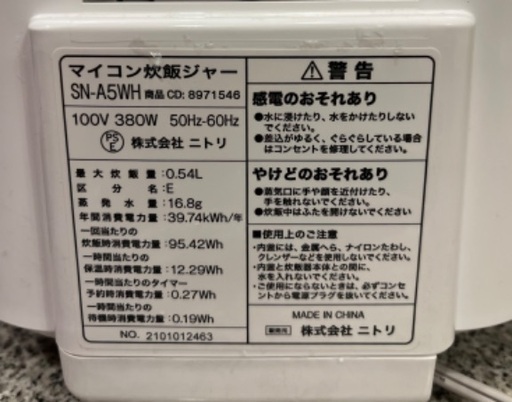 マイコン炊飯ジャー
SN-A5WH 商品CD: 8971546
100V 380W 50Hz-60Hz
PS
E
株式会社 ニトリ
最大炊飯量:0.54L
区分名:E
蒸発水量:16.8g
年間消費電力量:39.74kWh/年
一回当たりの
炊飯時消費電力量:95.42Wh
一時間当たりの
保温時消費電力量:12.29Wh
一時間当たりのタイマー
予約時消費電力量:0.27Wh
一時間当たりの
待機時消費電力量:0.19Wh
NO. 2101012463
警告
感電のおそれあり
●水に浸けたり、水をかけたりしない
でください。
●差込がゆるく、ぐらぐらしている場合
はコンセントを修理してください。
やけどのおそれあり
●蒸気口に手や顔を近付けたり、
手を触れないでください。
●炊飯中はふたを開けないでください
■使用上のご注意
・内釜には、金属へら、ナイロンたわし、
クレンザーなどを使用しないでください。
・内釜と炊飯器本体との間に、
水を入れないでください。
・ご使用にならないときは、必ずコンセ
ントから電源プラグを抜いてください。
MADE IN CHINA
発売元 株式会社 ニトリ